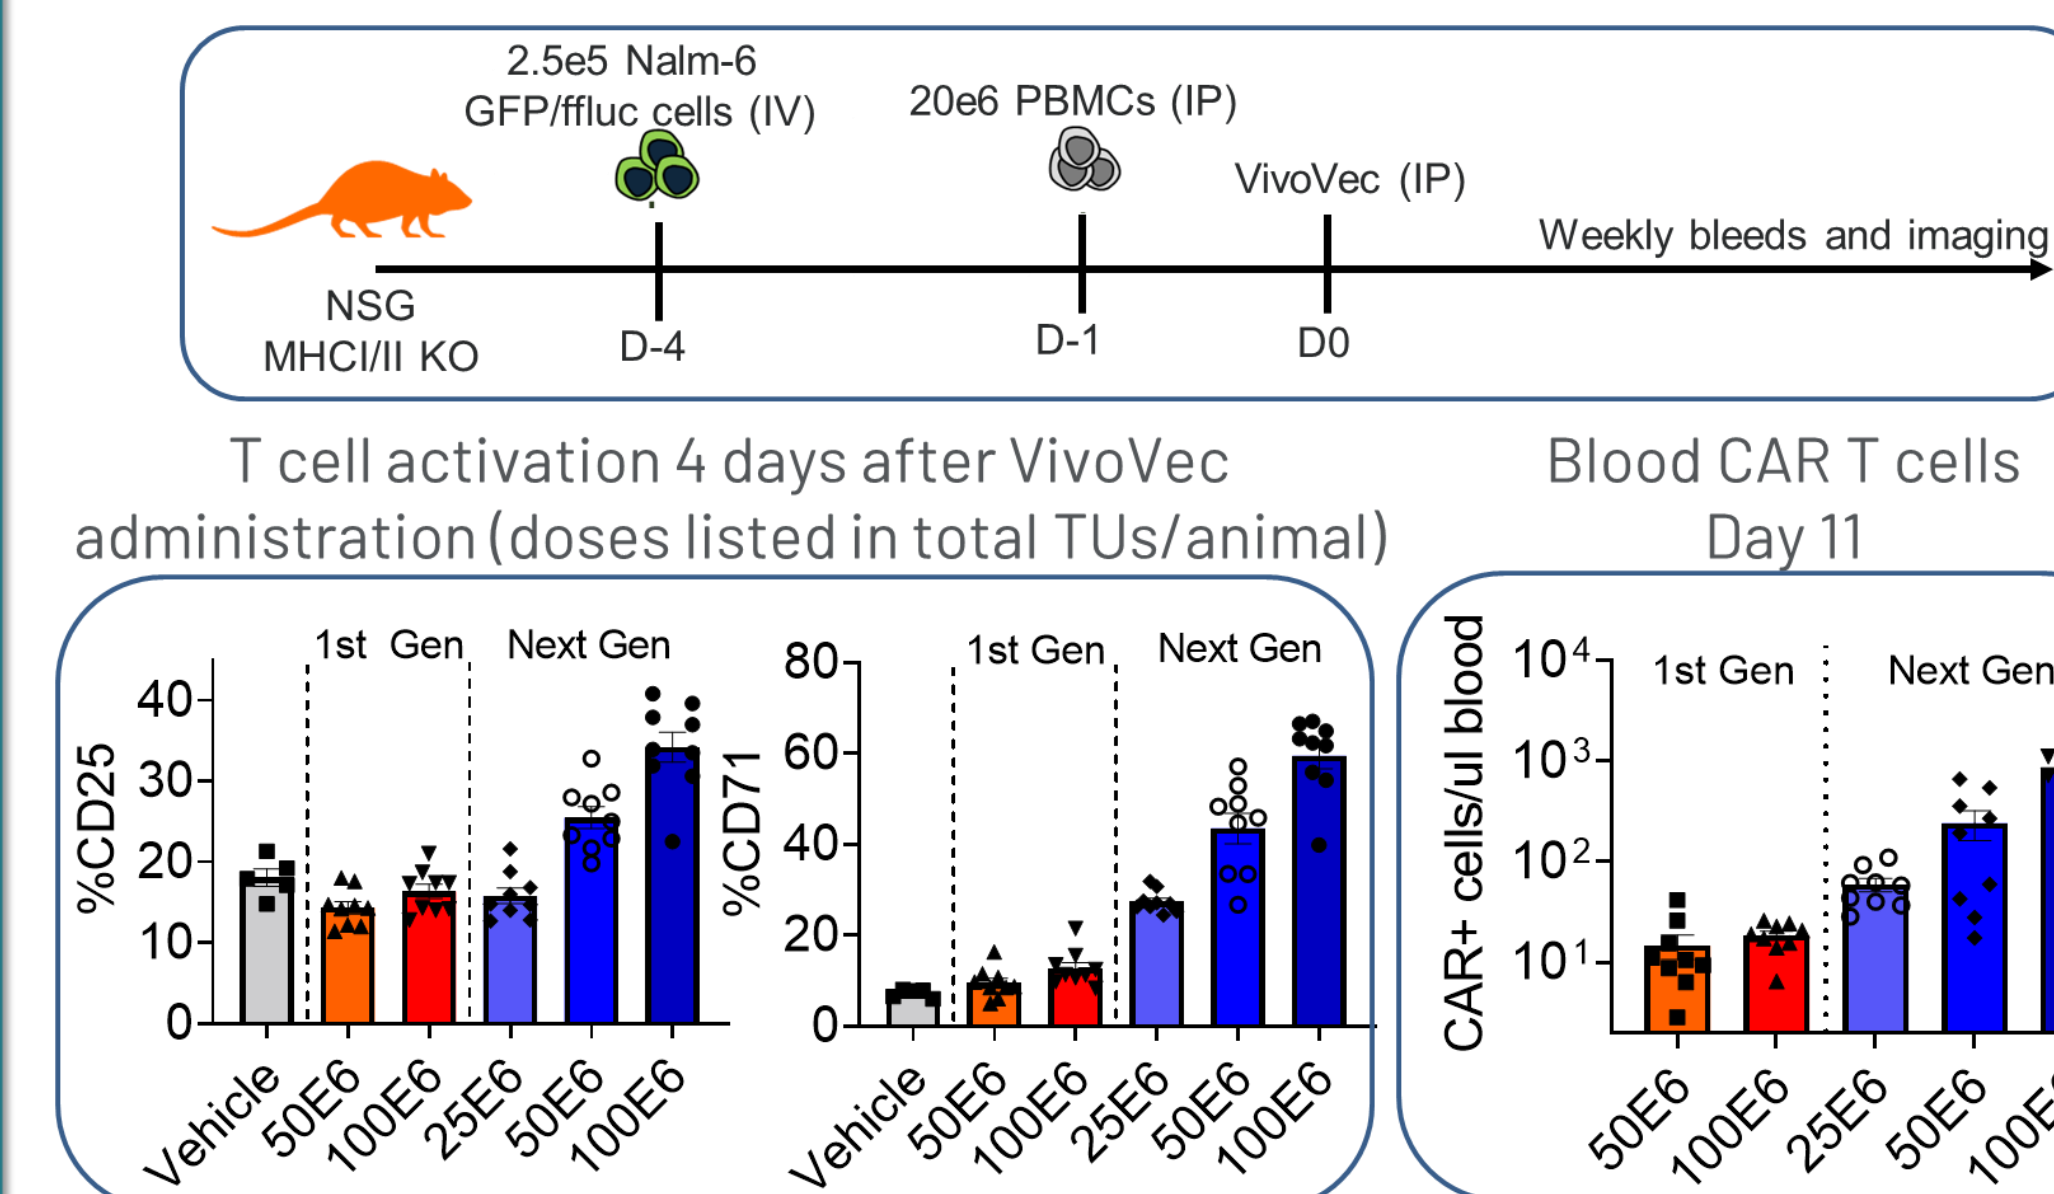 2.5e5 Nalm-6
GFP/ffluc cells (IV)
20e6 PBMCs (IP)
VivoVec (IP)
Weekly bleeds and imaging
NSG
MHCI/II KO
D-4
D-1
D0
T cell activation 4 days after VivoVec
administration (doses listed in total TUs/animal)
Blood CAR T cells
Day 11
%CD25
1st Gen
Next Gen
40
30
20
10
0
Vehicle
50E6
100E6
25E6
50E6
100E6
%CD71
1st Gen
Next Gen
80
60
40
20
0
Vehicle
50E6
100E6
25E6
50E6
100E6
CAR+ cells/ul blood
1st Gen
Next Gen
10⁴
10³
10²
10¹
50E6
100E6
25E6
50E6